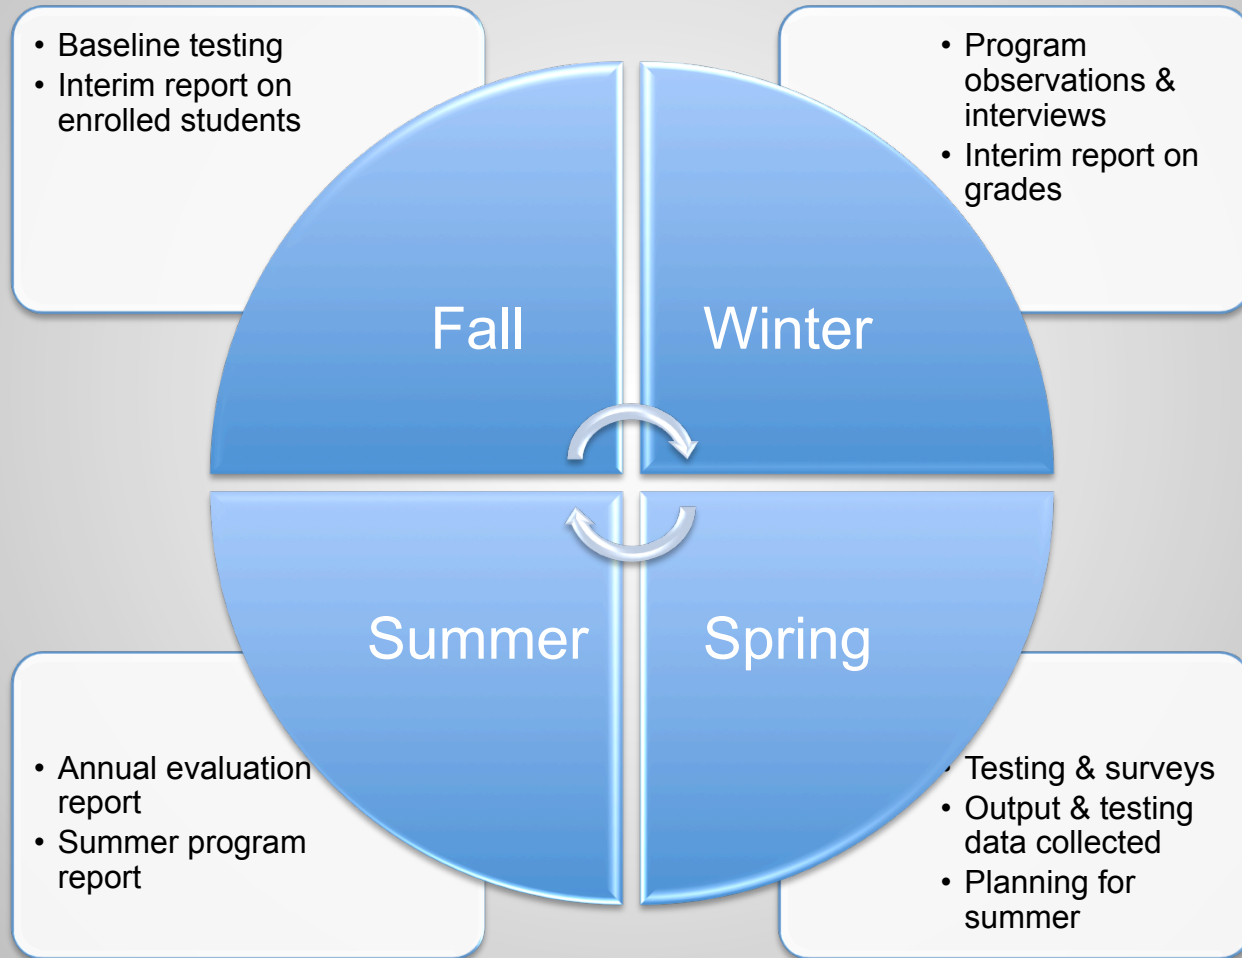 • Baseline testing
• Interim report on
enrolled students
• Program
observations &
interviews
• Interim report on
grades
Fall
Winter
Summer
Spring
• Annual evaluation
report
• Summer program
report
• Testing & surveys
• Output & testing
data collected
• Planning for
summer